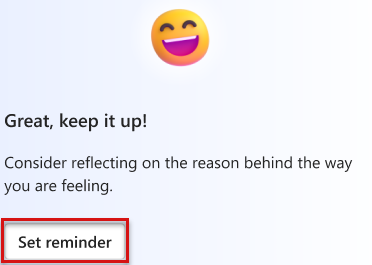 Great, keep it up!
Consider reflecting on the reason behind the way
you are feeling.
Set reminder